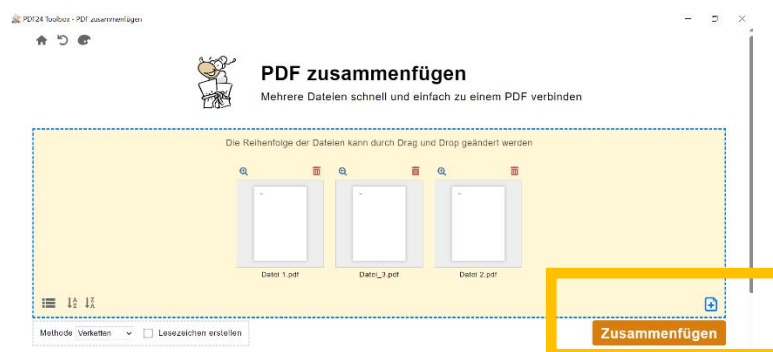 PDF24 Toolbox - PDF zusammenfügen
PDF zusammenfügen
Mehrere Dateien schnell und einfach zu einem PDF verbinden
Die Reihenfolge der Dateien kann durch Drag und Drop geändert werden
Datei 1.pdf
Datei_3.pdf
Datei 2.pdf
Methode Verketten Lesezeichen erstellen
Zusammenfügen